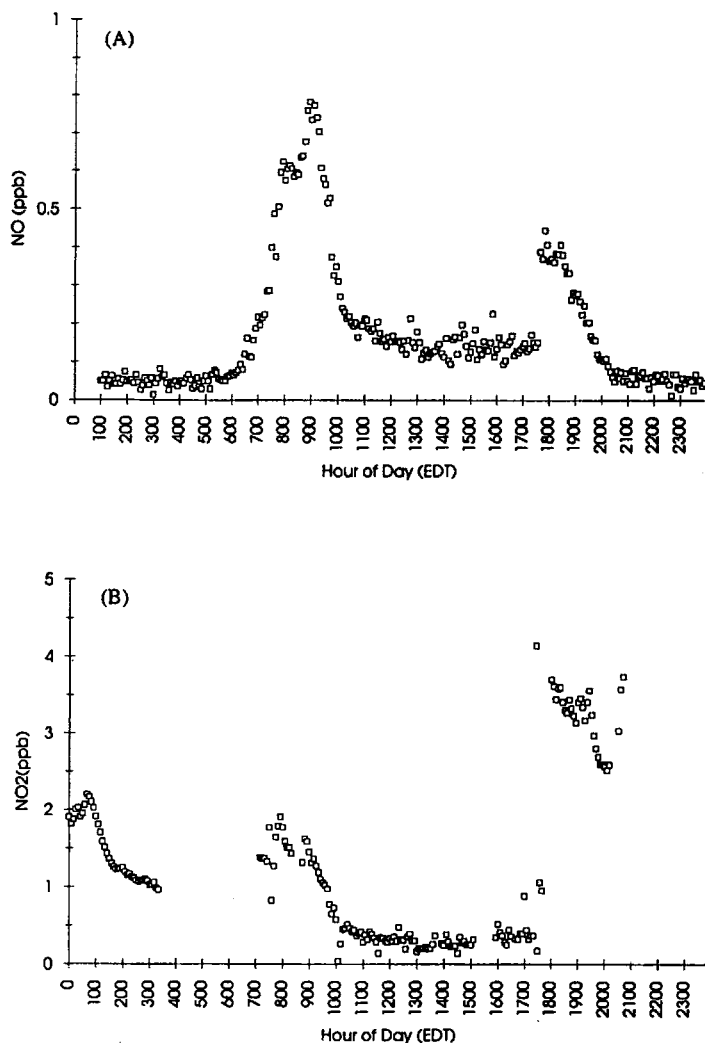 (A)
1
0.5
0
NO (ppb)
100 200 300 400 500 600 700 800 900 1000 1100 1200 1300 1400 1500 1600 1700 1800 1900 2000 2100 2200 2300
Hour of Day (EDT)
(B)
5
4
3
2
1
0
NO2(ppb)
0 100 200 300 400 500 600 700 800 900 1000 1100 1200 1300 1400 1500 1600 1700 1800 1900 2000 2100 2200 2300
Hour of Day (EDT)